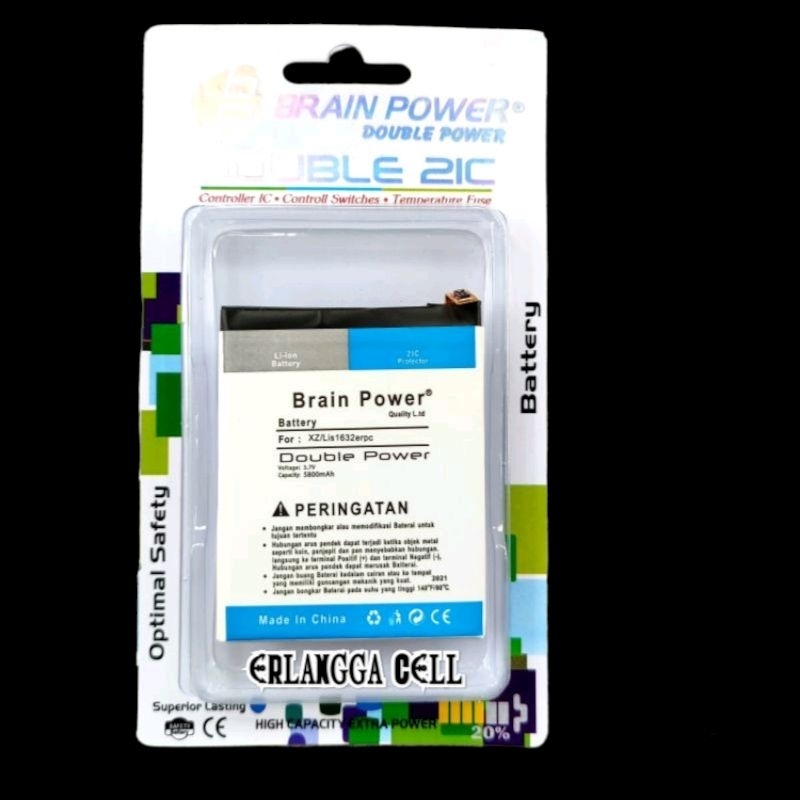 BRAIN POWER®
DOUBLE POWER
DOUBLE 2IC
Controller IC • Controll Switches • Temperature Fuse
Li-ion
Battery
2IC
Protector
Brain Power®
Quality L.td
Battery
For : XZ/Lis1632erpc
Double Power
Voltage: 3.7V
Capacity: 5800mAh
PERINGATAN
• Jangan membongkar alau memodifikasi Baterai untuk
tujuan tertentu
• Hubungan arus pendek dapat terjadi ketika objek metal
seperti koin, penjepit dan pen menyebabkan hubungan.
langsung ke terminal Positif (+) dan terminal Negatif (-),
Hubungan arus pendek dapat merusak Baterai.
• Jangan buang Baterai kedalam cairan atau ke tempat
yang memiliki guncangan mekanik yang kuat. 2021
• Jangan bongkar Baterai pada suhu yang tinggi 140°F/60°C.
Made In China
CE
ERLANGGA CELL
Optimal Safety
Battery
Superior Lasting
SAFETY
CE
HIGH CAPACITY EXTRA POWER
20%